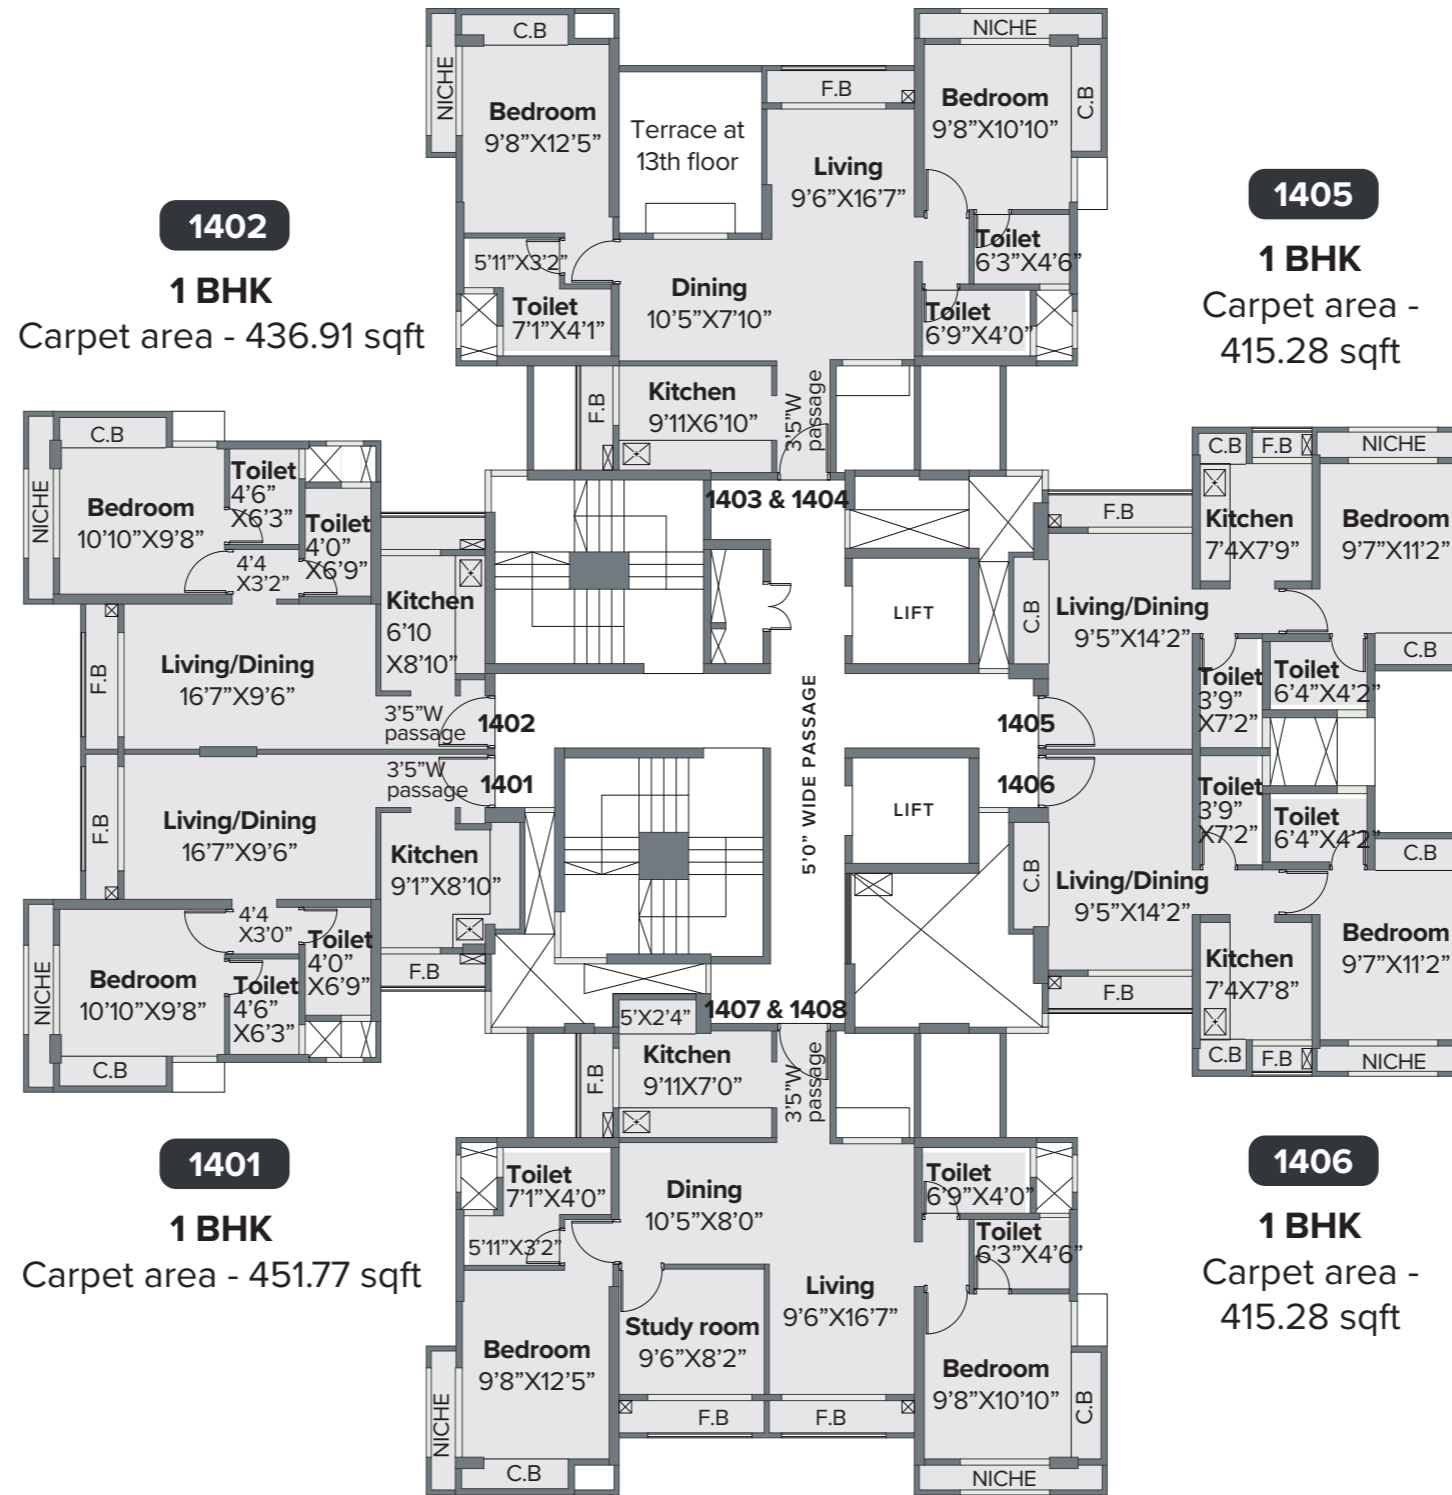 C.B
NICHE
Bedroom
9'8”X12'5”
Terrace at
13th floor
F.B
Living
9'6”X16'7”
NICHE
Bedroom
9'8”X10'10”
C.B
5'11”X3'2”
Toilet
7'1”X4'1”
Dining
10'5”X7'10”
Toilet
6'3”X4'6”
Toilet
6'9”X4'0”
F.B
Kitchen
9'11X6'10”
3'5”W
passage
1402
1 BHK
Carpet area - 436.91 sqft
1405
1 BHK
Carpet area -
415.28 sqft
C.B
NICHE
Bedroom
10'10”X9'8”
Toilet
4'6”
X6'3”
Toilet
4'0”
X6'9”
4'4
X3'2”
Kitchen
6'10
X8'10”
F.B
Living/Dining
16'7”X9'6”
3'5”W
passage
1402
1403 & 1404
LIFT
5'0” WIDE PASSAGE
LIFT
C.B
F.B
NICHE
F.B
Kitchen
7'4X7'9”
Bedroom
9'7”X11'2”
C.B
Living/Dining
9'5”X14'2”
C.B
Toilet
3'9”
X7'2”
Toilet
6'4”X4'2”
1405
1401
3'5”W
passage
F.B
Living/Dining
16'7”X9'6”
Kitchen
9'1”X8'10”
F.B
4'4
X3'0”
Toilet
4'0”
X6'9”
Toilet
4'6”
X6'3”
NICHE
Bedroom
10'10”X9'8”
C.B
1406
Toilet
3'9”
X7'2”
Toilet
6'4”X4'2”
C.B
C.B
Living/Dining
9'5”X14'2”
Bedroom
9'7”X11'2”
Kitchen
7'4X7'8”
F.B
C.B
F.B
NICHE
1407 & 1408
5'X2'4”
F.B
Kitchen
9'11X7'0”
3'5”W
passage
1401
1 BHK
Carpet area - 451.77 sqft
1406
1 BHK
Carpet area -
415.28 sqft
Toilet
7'1”X4'0”
5'11”X3'2”
Dining
10'5”X8'0”
Toilet
6'9”X4'0”
Toilet
6'3”X4'6”
Living
9'6”X16'7”
Study room
9'6”X8'2”
Bedroom
9'8”X12'5”
Bedroom
9'8”X10'10”
NICHE
C.B
F.B
F.B
C.B
NICHE